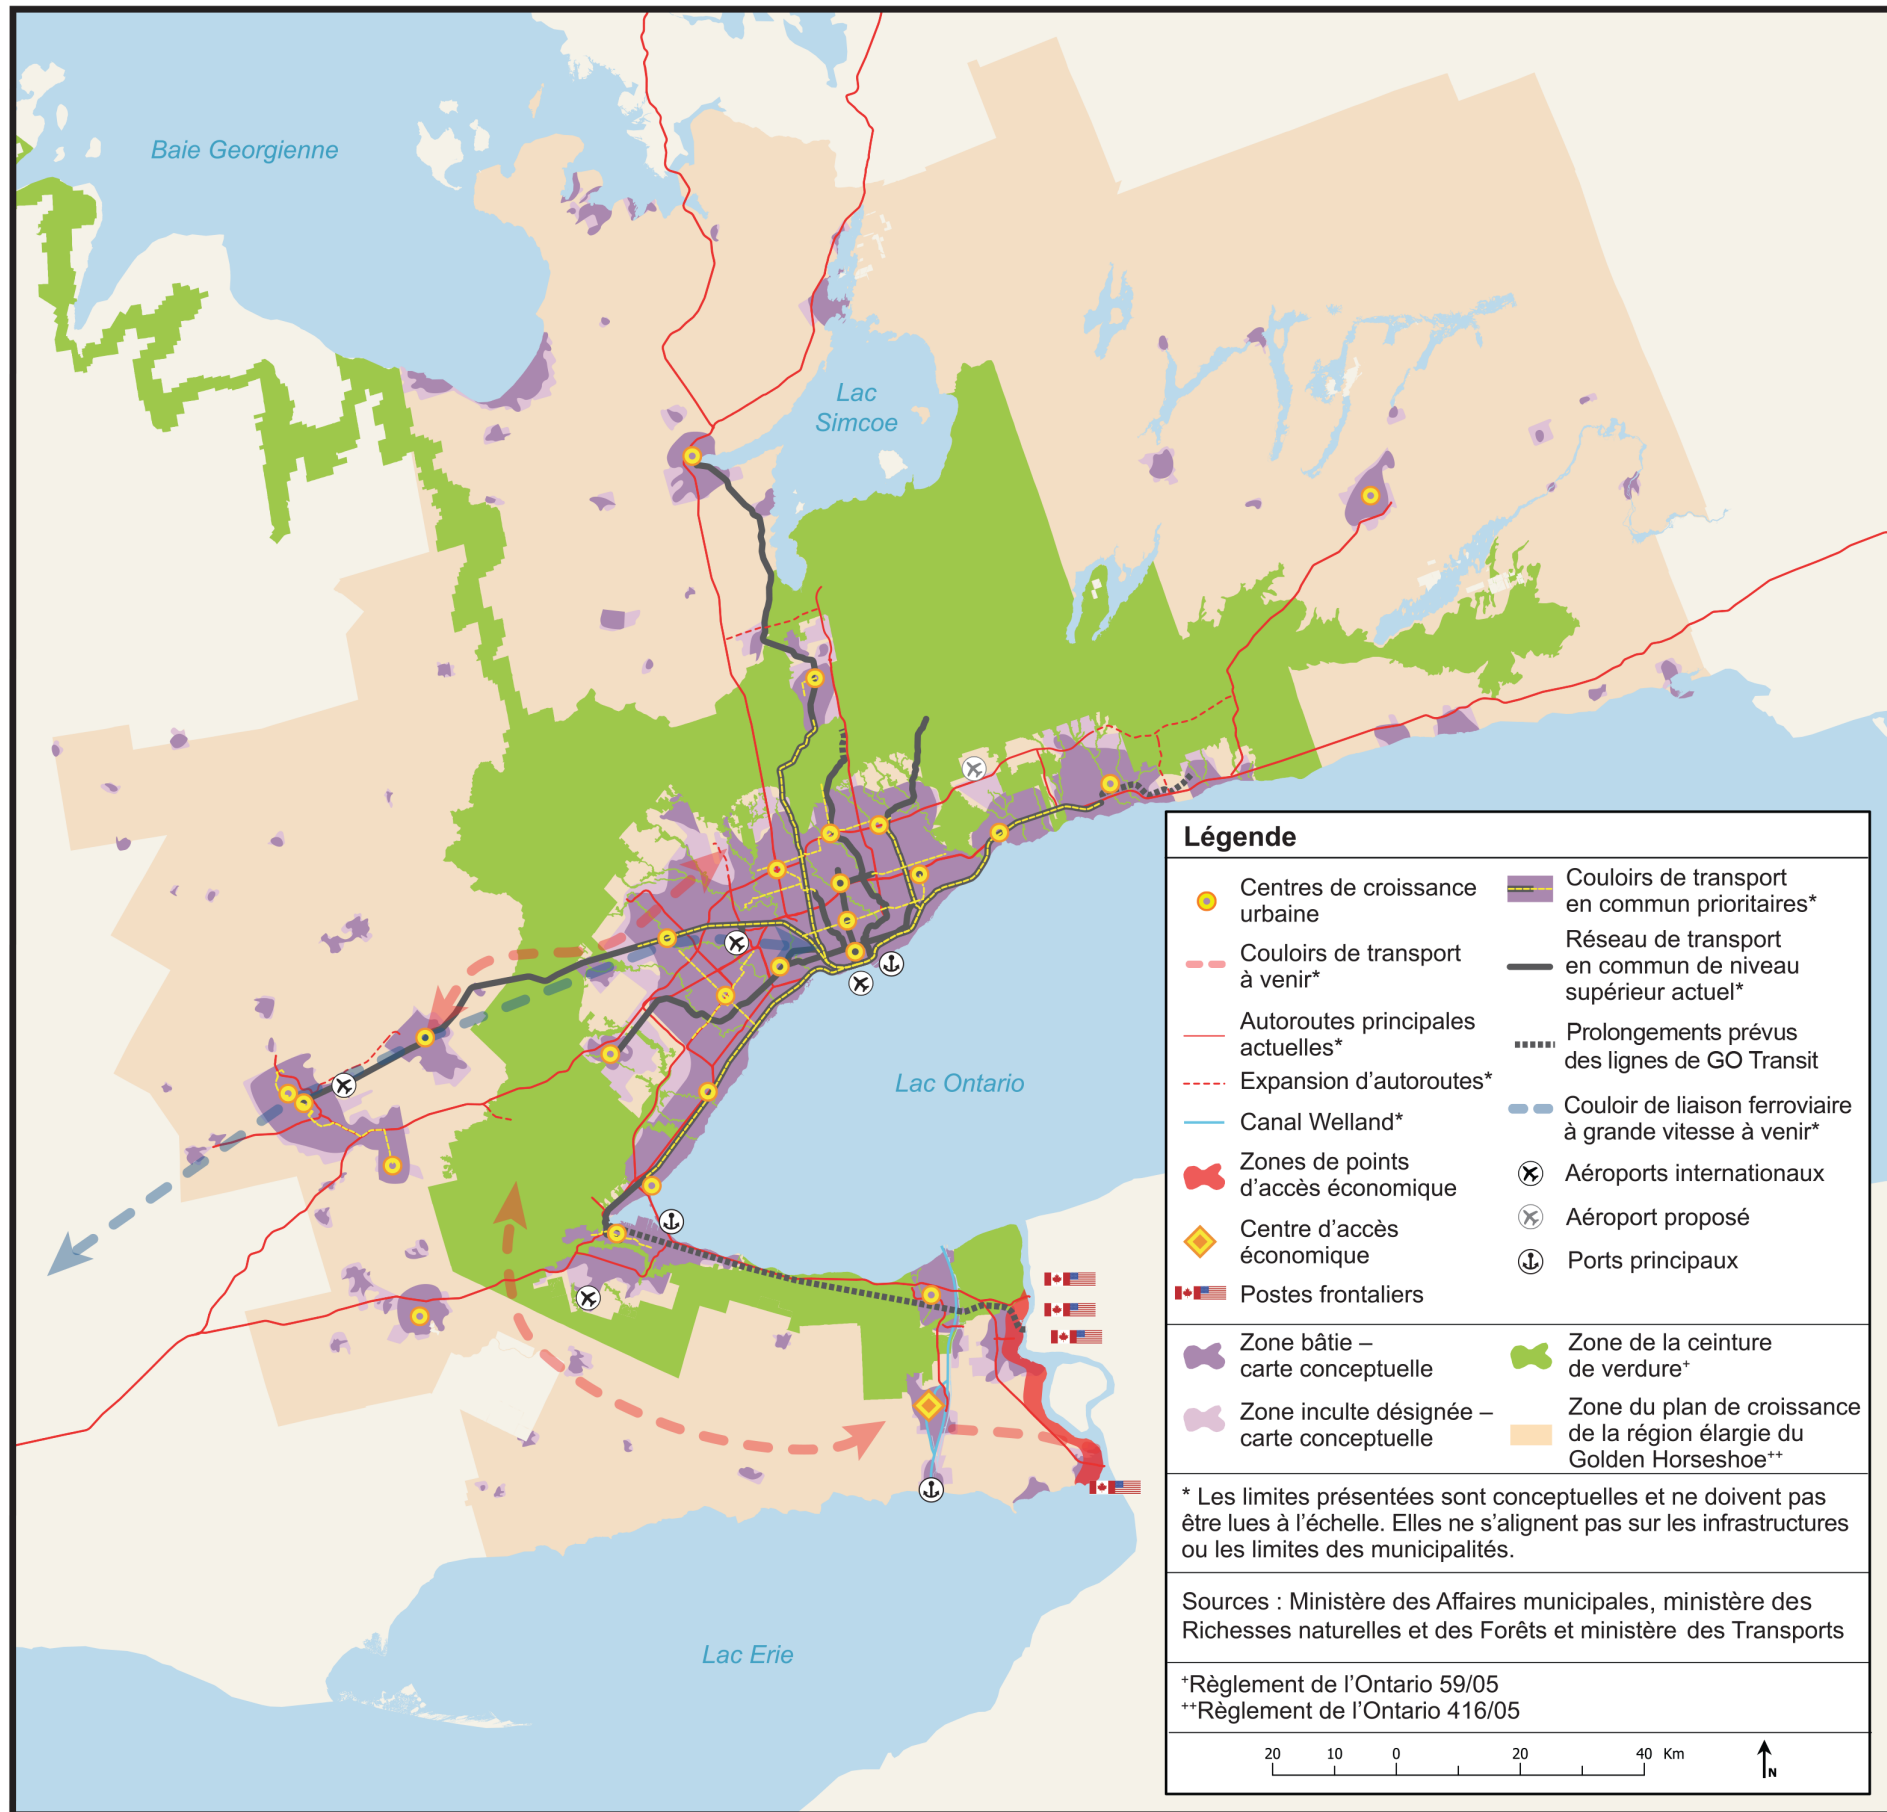 Baie Georgienne
Lac
Simcoe
Lac Ontario
Lac Erie
Légende
Centres de croissance
urbaine
Couloirs de transport
à venir*
Autoroutes principales
actuelles*
Expansion d’autoroutes*
Canal Welland*
Zones de points
d’accès économique
Centre d’accès
économique
Postes frontaliers
Couloirs de transport
en commun prioritaires*
Réseau de transport
en commun de niveau
supérieur actuel*
Prolongements prévus
des lignes de GO Transit
Couloir de liaison ferroviaire
à grande vitesse à venir*
Aéroports internationaux
Aéroport proposé
Ports principaux
Zone bâtie –
carte conceptuelle
Zone inculte désignée –
carte conceptuelle
Zone de la ceinture
de verdure+
Zone du plan de croissance
de la région élargie du
Golden Horseshoe++
* Les limites présentées sont conceptuelles et ne doivent pas
être lues à l’échelle. Elles ne s’alignent pas sur les infrastructures
ou les limites des municipalités.
Sources : Ministère des Affaires municipales, ministère des
Richesses naturelles et des Forêts et ministère des Transports
+Règlement de l’Ontario 59/05
++Règlement de l’Ontario 416/05
20 10 0 20 40 Km
N